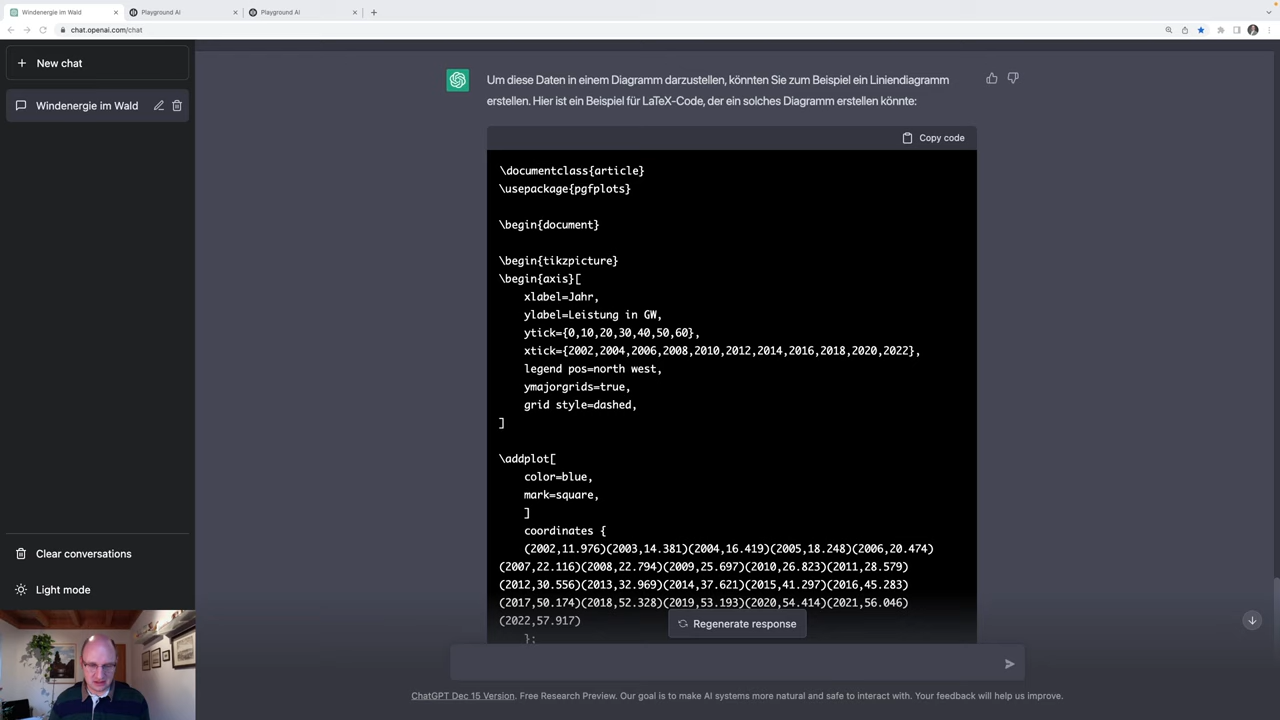 Windenergie im Wald
Playground AI
Playground AI
chat.openai.com/chat
New chat
Windenergie im Wald
Clear conversations
Light mode
Um diese Daten in einem Diagramm darzustellen, könnten Sie zum Beispiel ein Liniendiagramm
erstellen. Hier ist ein Beispiel für LaTeX-Code, der ein solches Diagramm erstellen könnte:
Copy code
\documentclass{article}
\usepackage{pgfplots}
\begin{document}
\begin{tikzpicture}
\begin{axis}[
xlabel=Jahr,
ylabel=Leistung in GW,
ytick={0,10,20,30,40,50,60},
xtick={2002,2004,2006,2008,2010,2012,2014,2016,2018,2020,2022},
legend pos=north west,
ymajorgrids=true,
grid style=dashed,
]
\addplot[
color=blue,
mark=square,
]
coordinates {
(2002,11.976)(2003,14.381)(2004,16.419)(2005,18.248)(2006,20.474)
(2007,22.116)(2008,22.794)(2009,25.697)(2010,26.823)(2011,28.579)
(2012,30.556)(2013,32.969)(2014,37.621)(2015,41.297)(2016,45.283)
(2017,50.174)(2018,52.328)(2019,53.193)(2020,54.414)(2021,56.046)
(2022,57.917)
};
Regenerate response
ChatGPT Dec 15 Version. Free Research Preview. Our goal is to make AI systems more natural and safe to interact with. Your feedback will help us improve.